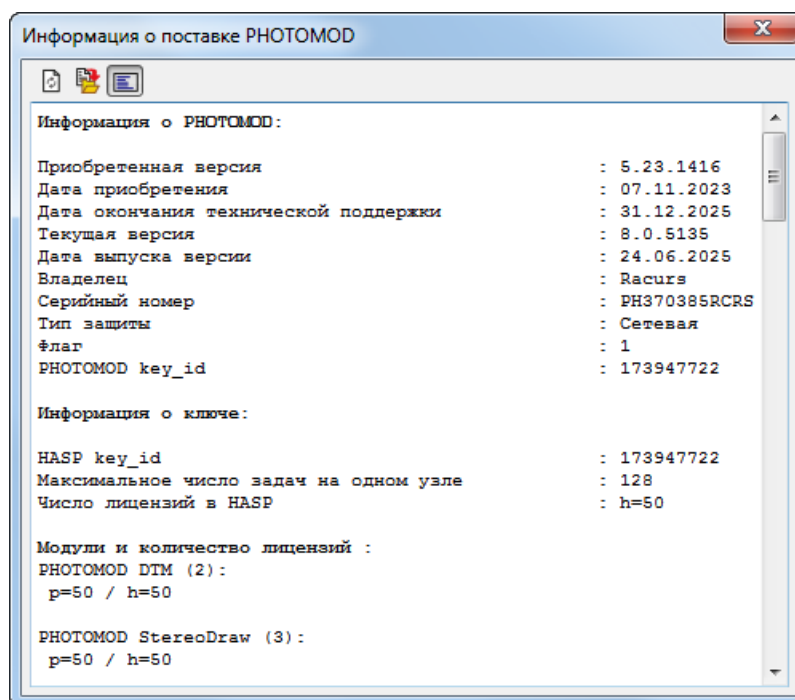 Информация о поставке PHOTOMOD
Информация о PHOTOMOD:
Приобретенная версия : 5.23.1416
Дата приобретения : 07.11.2023
Дата окончания технической поддержки : 31.12.2025
Текущая версия : 8.0.5135
Дата выпуска версии : 24.06.2025
Владелец : Racurs
Серийный номер : PH370385RCRS
Тип защиты : Сетевая
Флаг : 1
PHOTOMOD key_id : 173947722
Информация о ключе:
HASP key_id : 173947722
Максимальное число задач на одном узле : 128
Число лицензий в HASP : h=50
Модули и количество лицензий :
PHOTOMOD DTM (2):
p=50 / h=50
PHOTOMOD StereoDraw (3):
p=50 / h=50